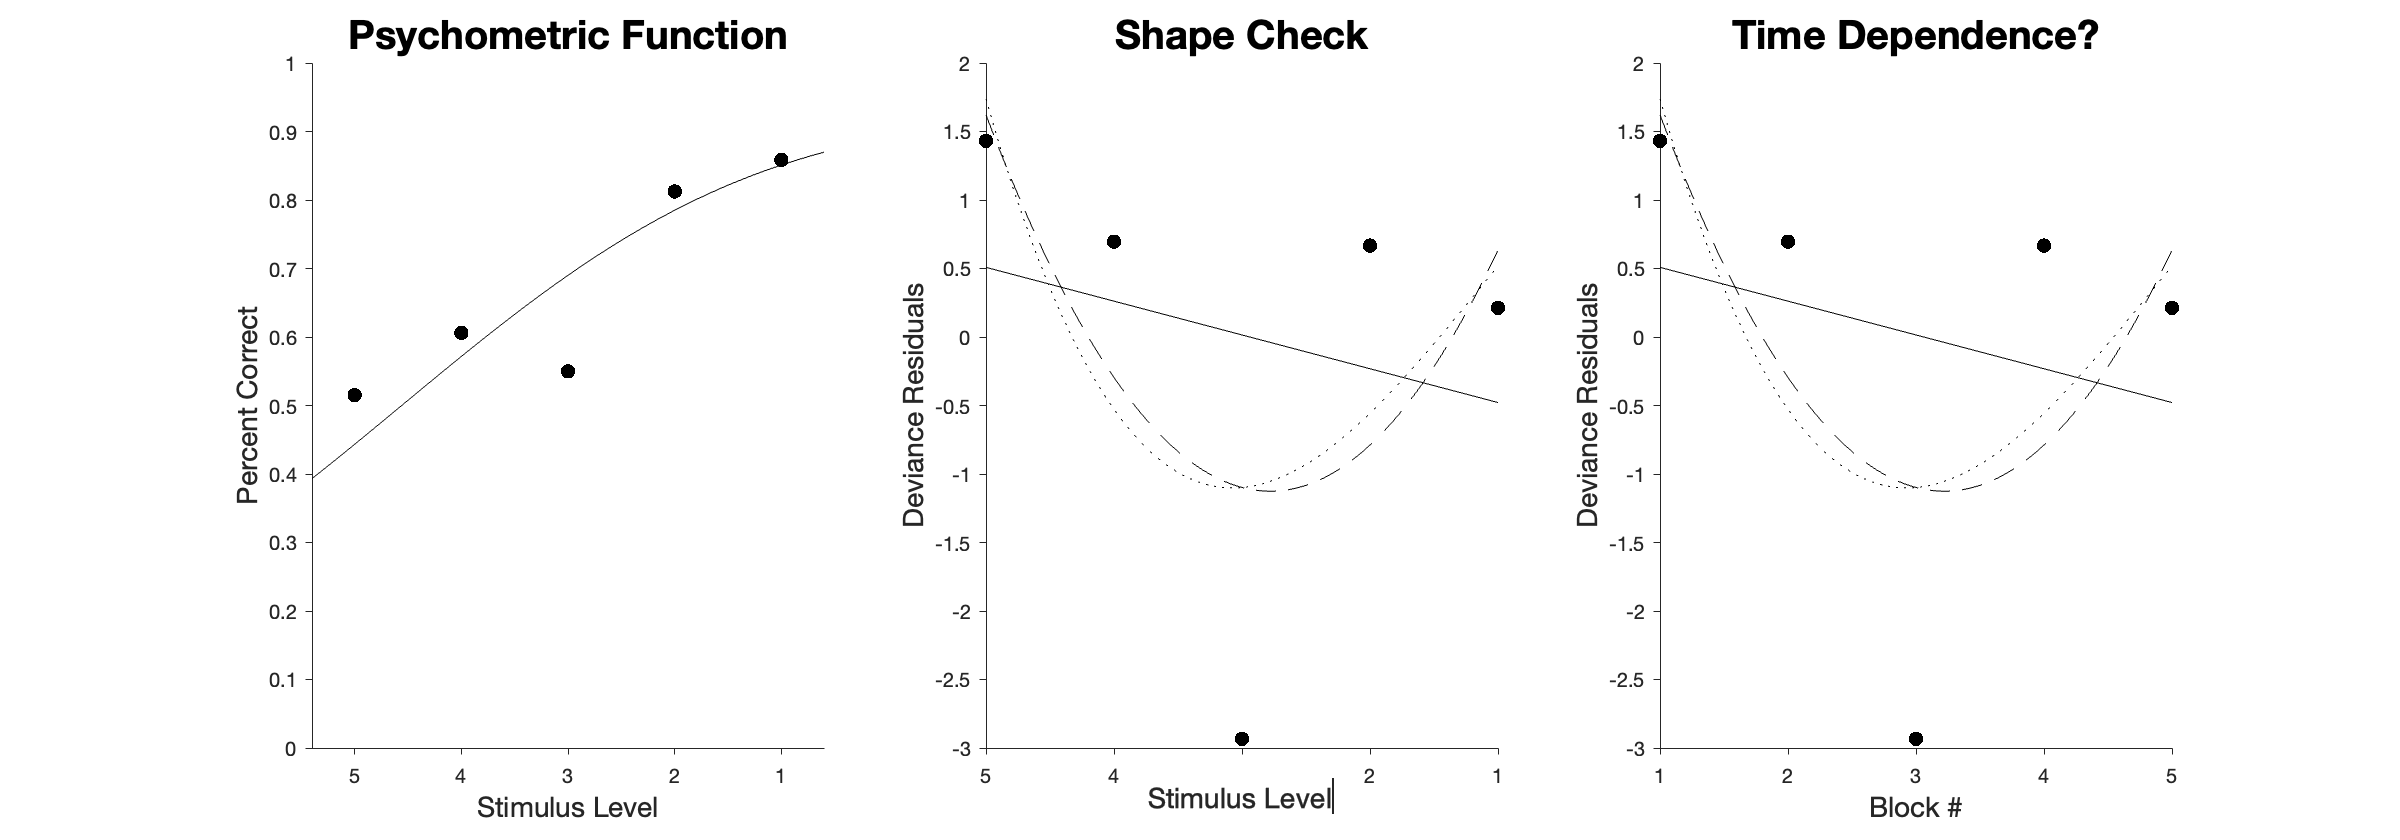 Psychometric Function
1
0.9
0.8
0.7
0.6
0.5
0.4
0.3
0.2
0.1
0
Percent Correct
5 4 3 2 1
Stimulus Level
Shape Check
2
1.5
1
0.5
0
-0.5
-1
-1.5
-2
-2.5
-3
Deviance Residuals
5 4 2 1
Stimulus Level
Time Dependence?
2
1.5
1
0.5
0
-0.5
-1
-1.5
-2
-2.5
-3
Deviance Residuals
1 2 3 4 5
Block #